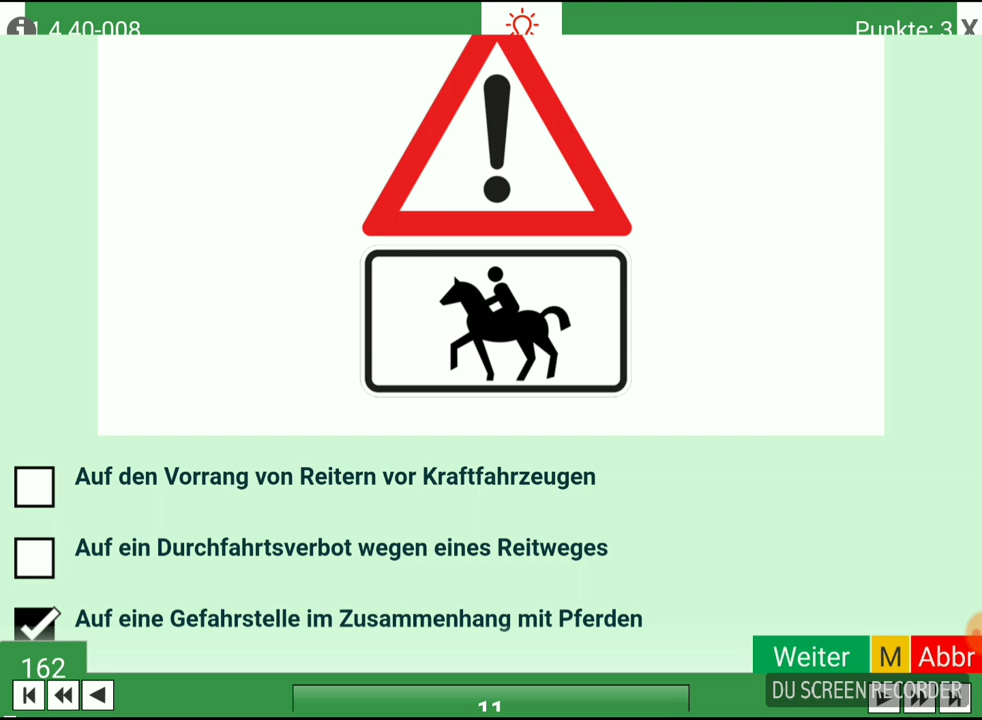 1.4.40-008
Punkte: 3 X
Auf den Vorrang von Reitern vor Kraftfahrzeugen
Auf ein Durchfahrtsverbot wegen eines Reitweges
Auf eine Gefahrstelle im Zusammenhang mit Pferden
162
Weiter M Abbr
DU SCREEN RECORDER
11